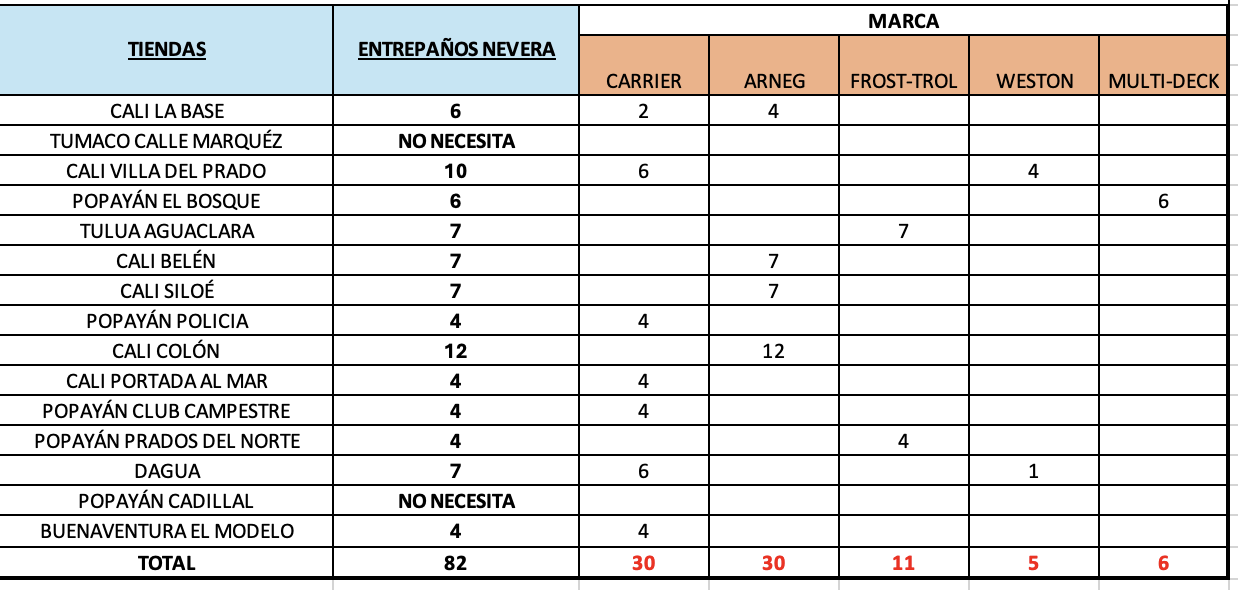 MARCA
TIENDAS ENTREPAÑOS NEVERA
CARRIER ARNEG FROST-TROL WESTON MULTI-DECK
CALI LA BASE 6 2 4
TUMACO CALLE MARQUÉZ NO NECESITA
CALI VILLA DEL PRADO 10 6 4
POPAYÁN EL BOSQUE 6 6
TULUA AGUACLARA 7 7
CALI BELÉN 7 7
CALI SILOÉ 7 7
POPAYÁN POLICIA 4 4
CALI COLÓN 12 12
CALI PORTADA AL MAR 4 4
POPAYÁN CLUB CAMPESTRE 4 4
POPAYÁN PRADOS DEL NORTE 4 4
DAGUA 7 6 1
POPAYÁN CADILLAL NO NECESITA
BUENAVENTURA EL MODELO 4 4
TOTAL 82 30 30 11 5 6